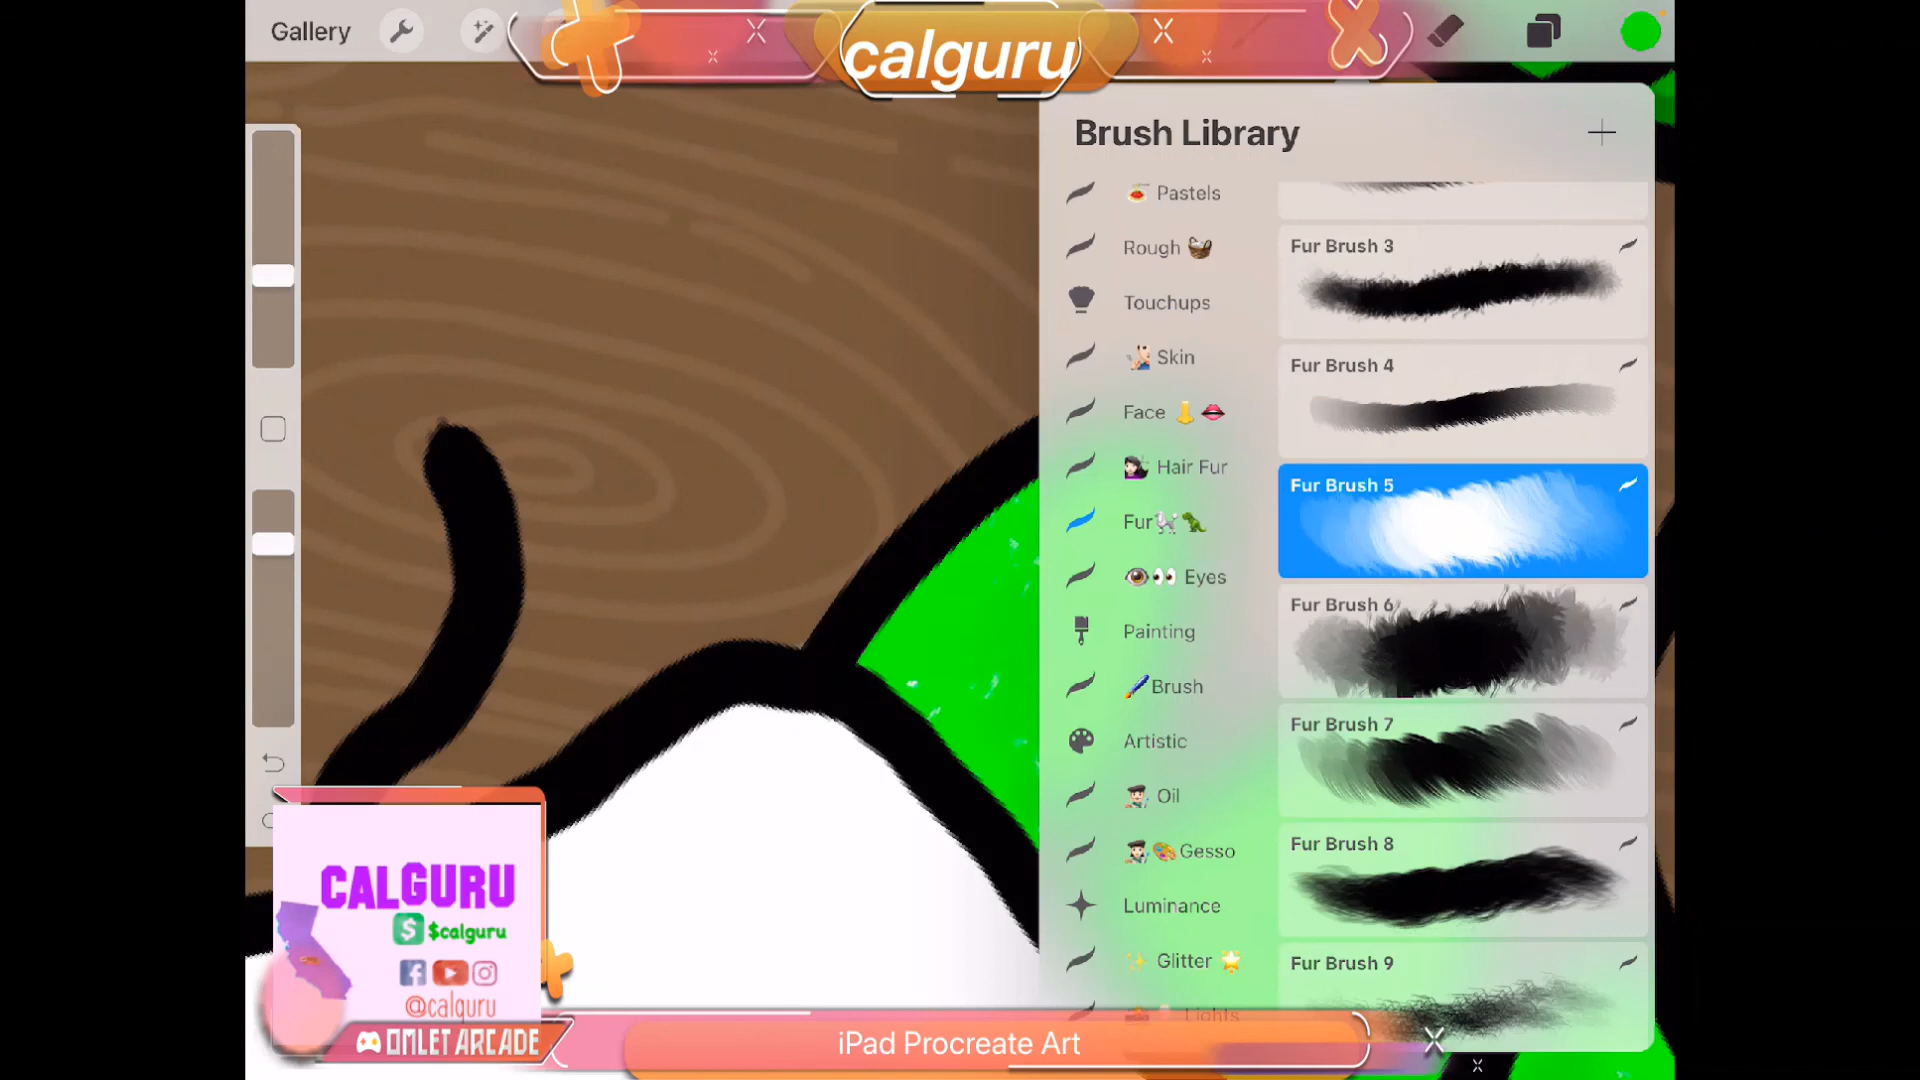 Gallery
calguru
Brush Library
Pastels
Rough
Touchups
Skin
Face
Hair Fur
Fur
Eyes
Painting
Brush
Artistic
Oil
Gesso
Luminance
Glitter
Lights
Fur Brush 3
Fur Brush 4
Fur Brush 5
Fur Brush 6
Fur Brush 7
Fur Brush 8
Fur Brush 9
CALGURU
$ $calguru
@calguru
OMLET ARCADE
iPad Procreate Art